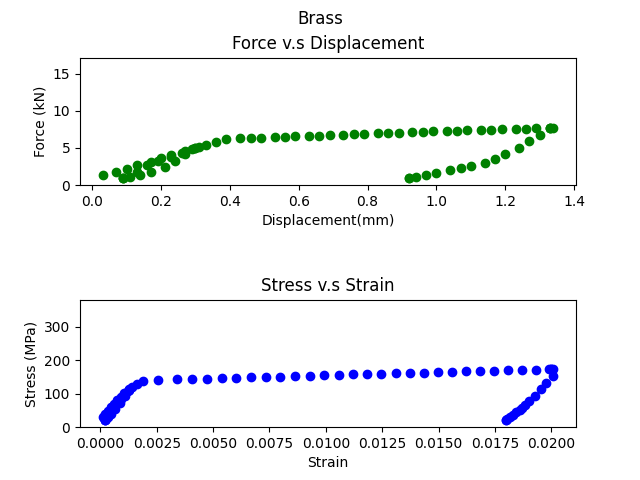 Brass
Force v.s Displacement
15
10
5
0
Force (kN)
0.0 0.2 0.4 0.6 0.8 1.0 1.2 1.4
Displacement(mm)
Stress v.s Strain
300
200
100
0
Stress (MPa)
0.0000 0.0025 0.0050 0.0075 0.0100 0.0125 0.0150 0.0175 0.0200
Strain